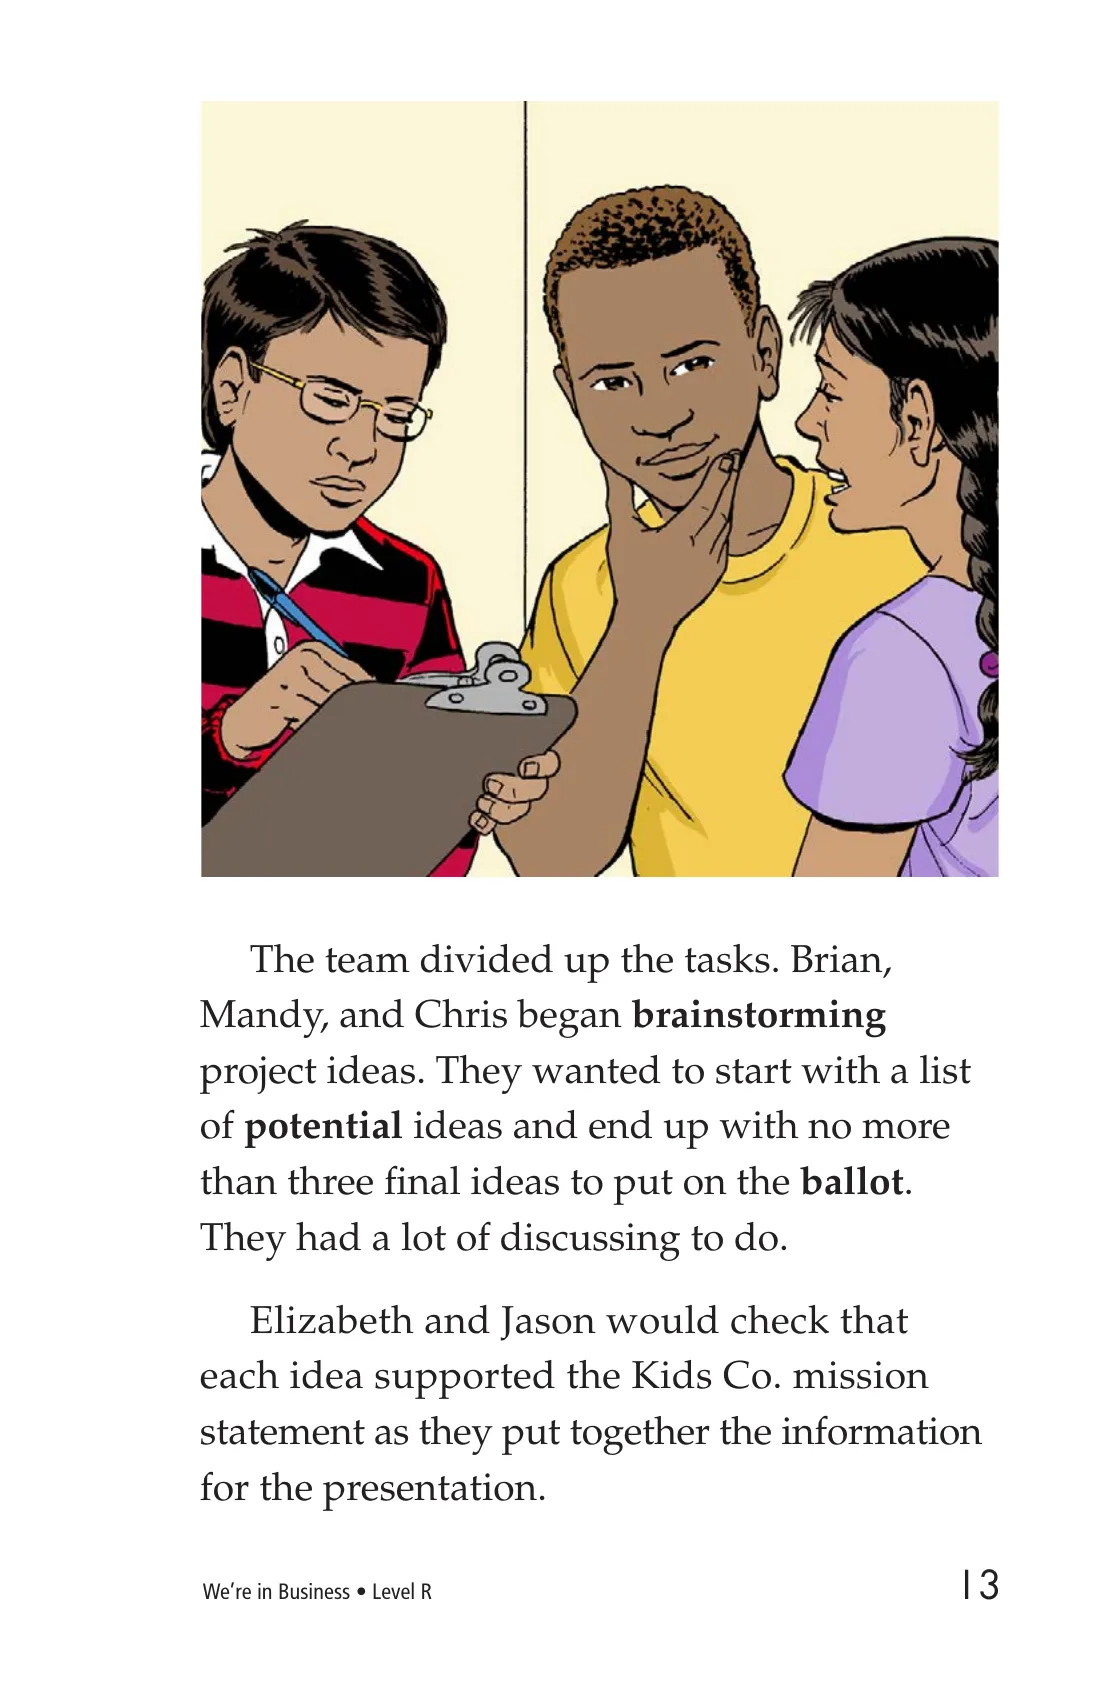 The team divided up the tasks. Brian,
Mandy, and Chris began brainstorming
project ideas. They wanted to start with a list
of potential ideas and end up with no more
than three final ideas to put on the ballot.
They had a lot of discussing to do.
Elizabeth and Jason would check that
each idea supported the Kids Co. mission
statement as they put together the information
for the presentation.
We’re in Business • Level R
13